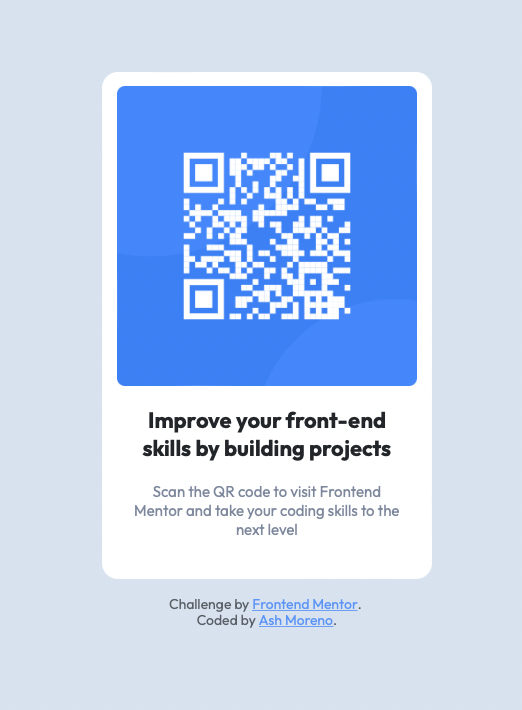 Improve your front-end
skills by building projects
Scan the QR code to visit Frontend
Mentor and take your coding skills to the
next level
Challenge by Frontend Mentor.
Coded by Ash Moreno.